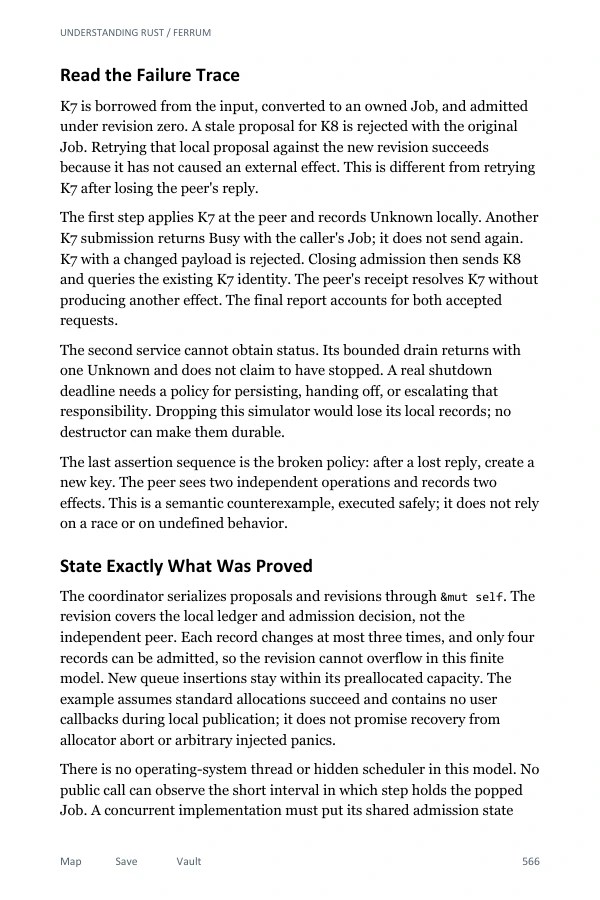 UNDERSTANDING RUST / FERRUM
Read the Failure Trace
K7 is borrowed from the input, converted to an owned Job, and admitted
under revision zero. A stale proposal for K8 is rejected with the original
Job. Retrying that local proposal against the new revision succeeds
because it has not caused an external effect. This is different from retrying
K7 after losing the peer's reply.
The first step applies K7 at the peer and records Unknown locally. Another
K7 submission returns Busy with the caller's Job; it does not send again.
K7 with a changed payload is rejected. Closing admission then sends K8
and queries the existing K7 identity. The peer's receipt resolves K7 without
producing another effect. The final report accounts for both accepted
requests.
The second service cannot obtain status. Its bounded drain returns with
one Unknown and does not claim to have stopped. A real shutdown
deadline needs a policy for persisting, handing off, or escalating that
responsibility. Dropping this simulator would lose its local records; no
destructor can make them durable.
The last assertion sequence is the broken policy: after a lost reply, create a
new key. The peer sees two independent operations and records two
effects. This is a semantic counterexample, executed safely; it does not rely
on a race or on undefined behavior.
State Exactly What Was Proved
The coordinator serializes proposals and revisions through &mut self. The
revision covers the local ledger and admission decision, not the
independent peer. Each record changes at most three times, and only four
records can be admitted, so the revision cannot overflow in this finite
model. New queue insertions stay within its preallocated capacity. The
example assumes standard allocations succeed and contains no user
callbacks during local publication; it does not promise recovery from
allocator abort or arbitrary injected panics.
There is no operating-system thread or hidden scheduler in this model. No
public call can observe the short interval in which step holds the popped
Job. A concurrent implementation must put its shared admission state
Map Save Vault 566